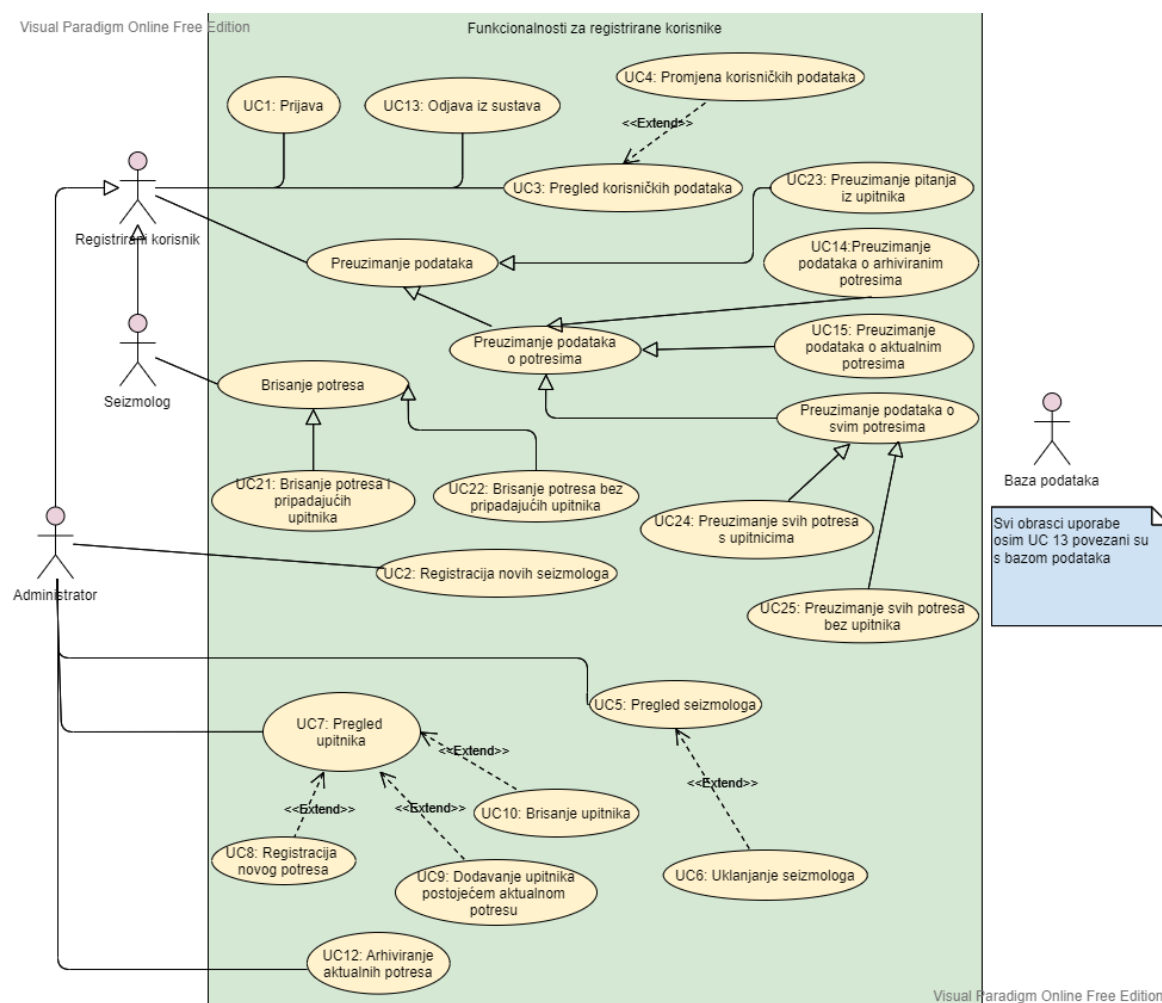 Visual Paradigm Online Free Edition
Funkcionalnosti za registrirane korisnike
UC4: Promjena korisničkih podataka
UC1: Prijava
UC13: Odjava iz sustava
<<Extend>>
UC3: Pregled korisničkih podataka
UC23: Preuzimanje pitanja
iz upitnika
Registrirani korisnik
Preuzimanje podataka
UC14:Preuzimanje
podataka o arhiviranim
potresima
Preuzimanje podataka
o potresima
UC15: Preuzimanje
podataka o aktualnim
potresima
Seizmolog
Brisanje potresa
Preuzimanje podataka o
svim potresima
Baza podataka
UC21: Brisanje potresa i
pripadajućih
upitnika
UC22: Brisanje potresa bez
pripadajućih upitnika
UC24: Preuzimanje svih potresa
s upitnicima
Svi obrasci uporabe
osim UC 13 povezani su
s bazom podataka
Administrator
UC2: Registracija novih seizmologa
UC25: Preuzimanje svih potresa
bez upitnika
UC5: Pregled seizmologa
UC7: Pregled
upitnika
<<Extend>>
<<Extend>>
<<Extend>>
<<Extend>>
UC10: Brisanje upitnika
UC8: Registracija
novog potresa
UC9: Dodavanje upitnika
postojećem aktualnom
potresu
UC6: Uklanjanje seizmologa
UC12: Arhiviranje
aktualnih potresa
Visual Paradigm Online Free Edition